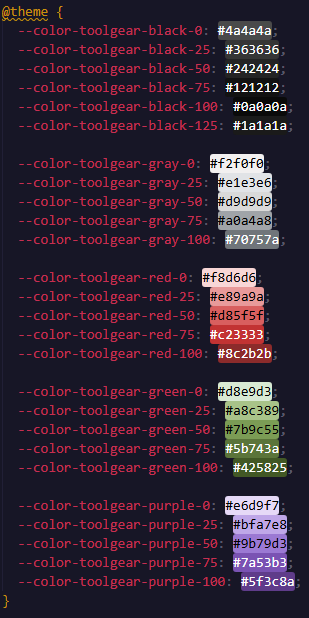 @theme {
--color-toolgear-black-0: #4a4a4a;
--color-toolgear-black-25: #363636;
--color-toolgear-black-50: #242424;
--color-toolgear-black-75: #121212;
--color-toolgear-black-100: #0a0a0a;
--color-toolgear-black-125: #1a1a1a;
--color-toolgear-gray-0: #f2f0f0;
--color-toolgear-gray-25: #e1e3e6;
--color-toolgear-gray-50: #d9d9d9;
--color-toolgear-gray-75: #a0a4a8;
--color-toolgear-gray-100: #70757a;
--color-toolgear-red-0: #f8d6d6;
--color-toolgear-red-25: #e89a9a;
--color-toolgear-red-50: #d85f5f;
--color-toolgear-red-75: #c23333;
--color-toolgear-red-100: #8c2b2b;
--color-toolgear-green-0: #d8e9d3;
--color-toolgear-green-25: #a8c389;
--color-toolgear-green-50: #7b9c55;
--color-toolgear-green-75: #5b743a;
--color-toolgear-green-100: #425825;
--color-toolgear-purple-0: #e6d9f7;
--color-toolgear-purple-25: #bfa7e8;
--color-toolgear-purple-50: #9b79d3;
--color-toolgear-purple-75: #7a53b3;
--color-toolgear-purple-100: #5f3c8a;
}